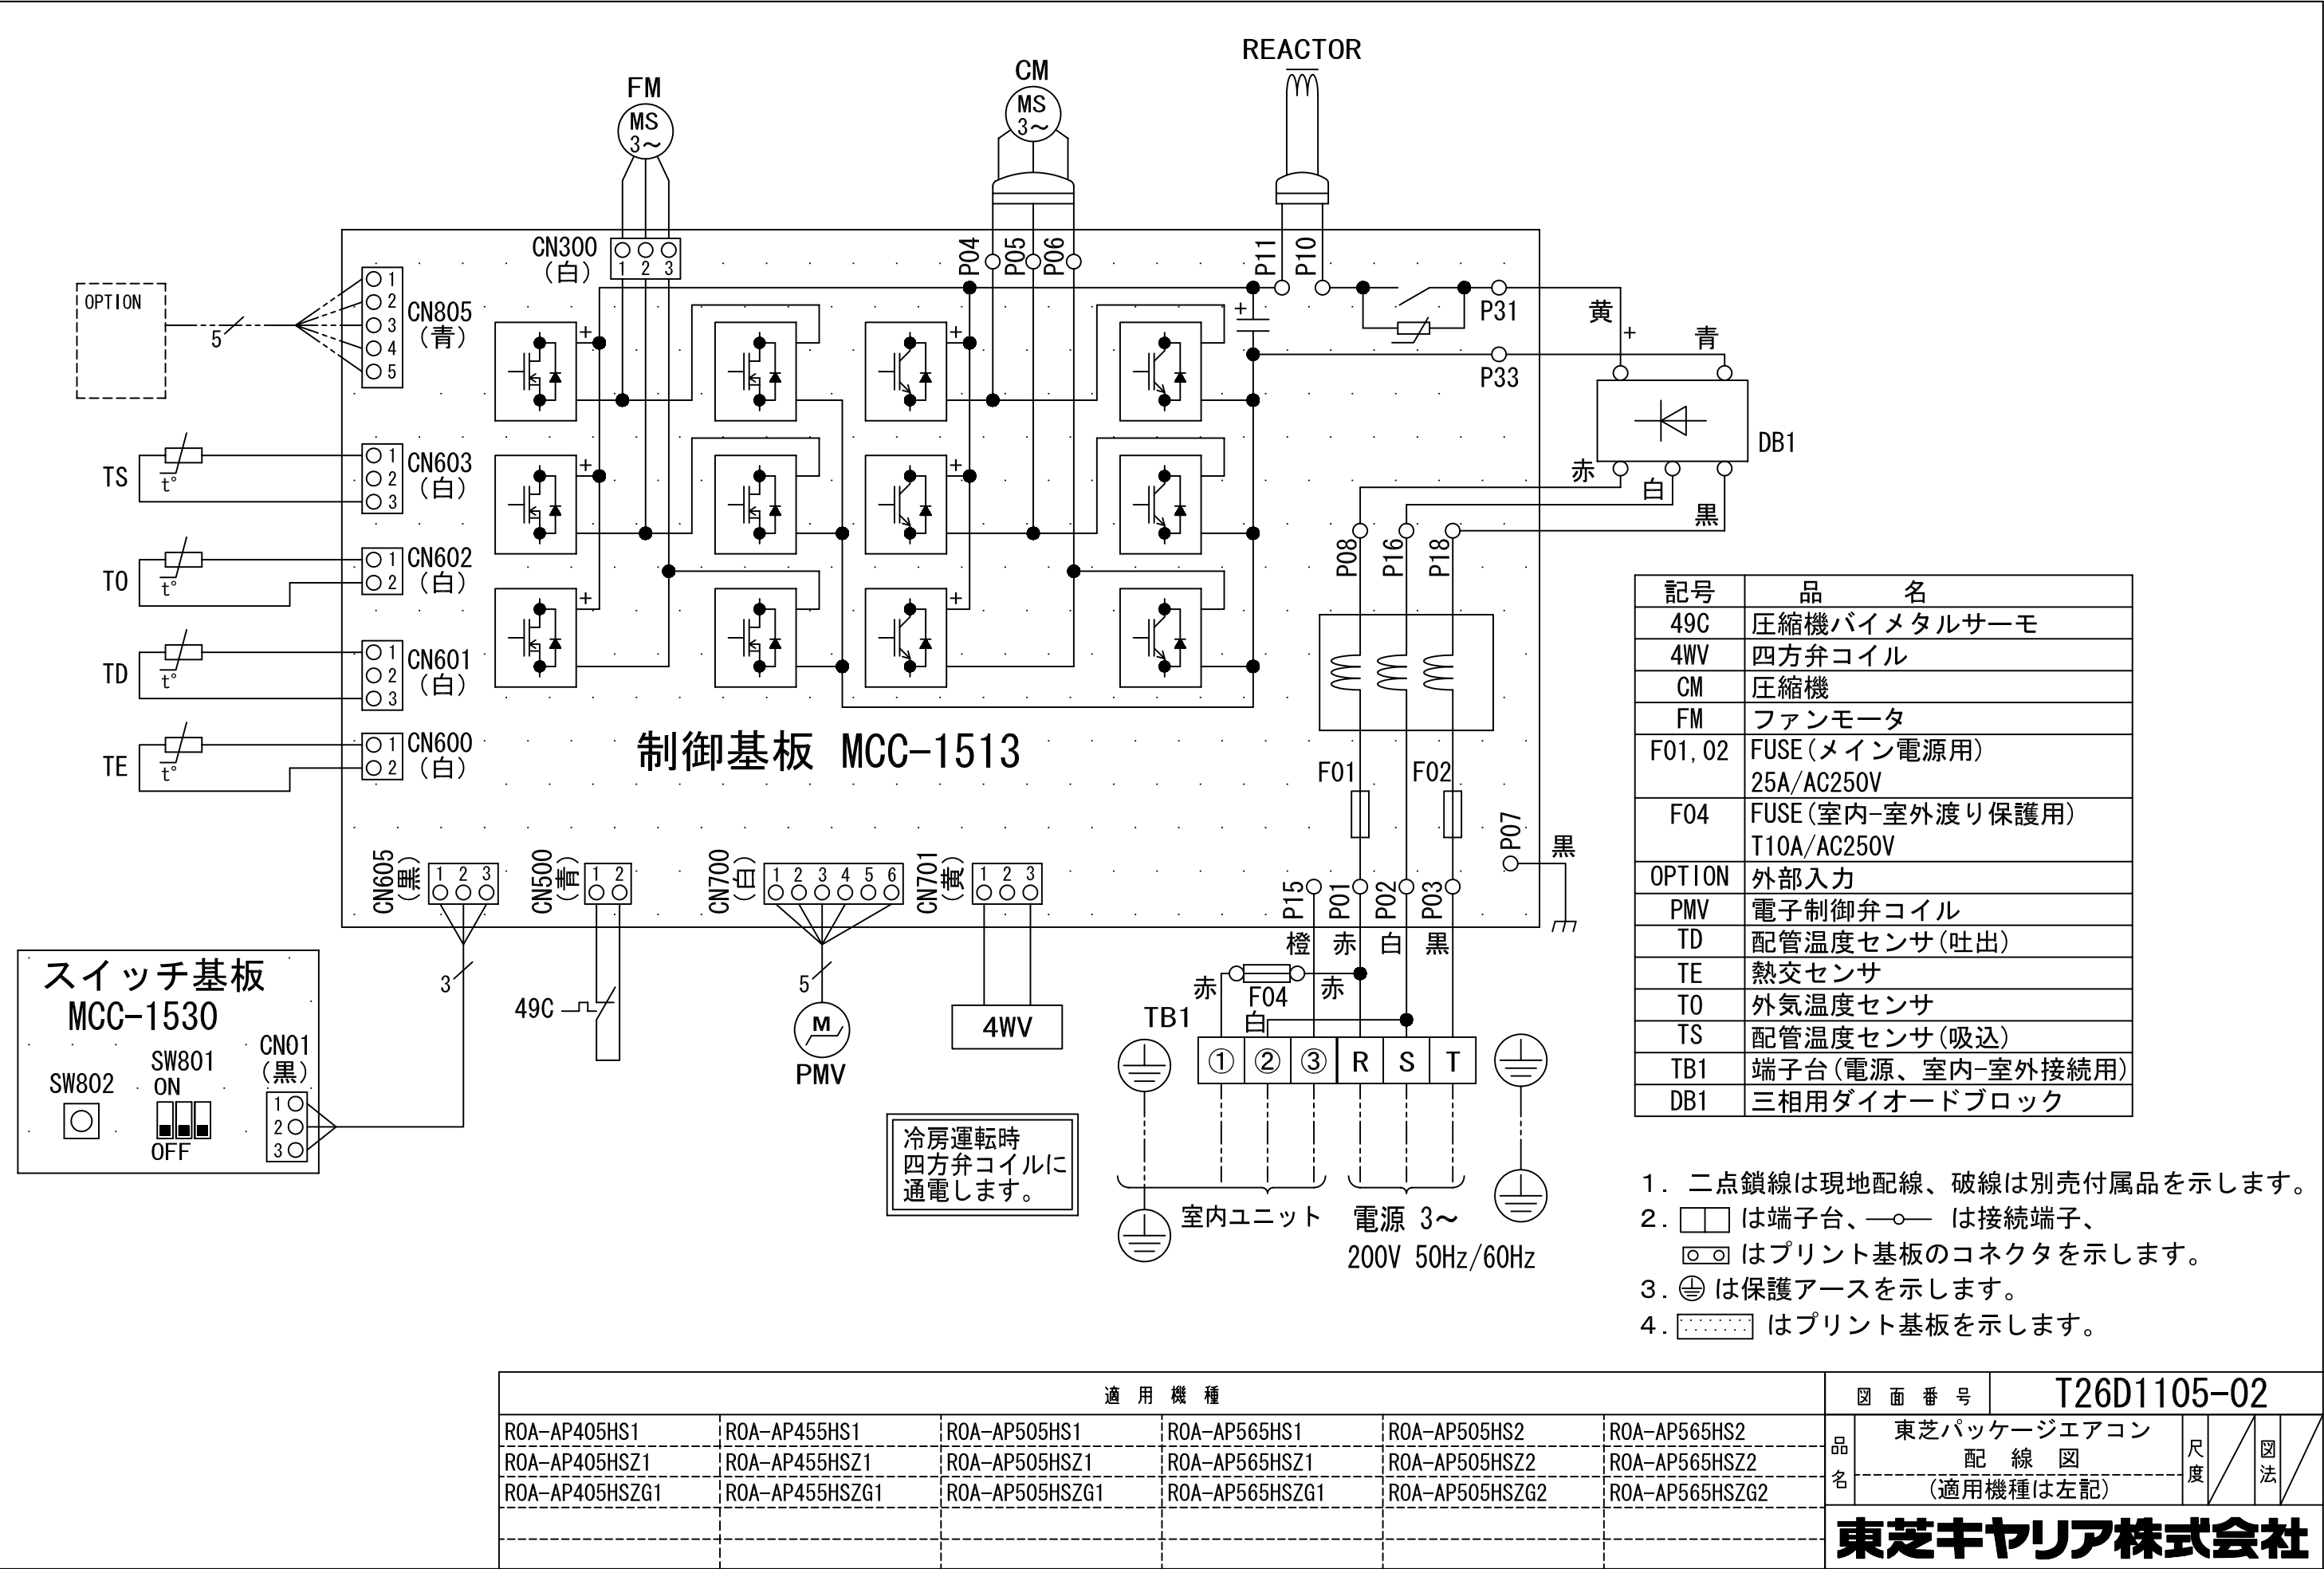 REACTOR
FM
MS
3～
CM
MS
3～
CN300
(白)
1 2 3
P04
P05
P06
P11
P10
OPTION
5
1
2
3
4
5
CN805
(青)
+
+
+
P31
黄
+
青
P33
DB1
TS
t°
1
2
3
CN603
(白)
+
+
赤
白
黒
TO
t°
1
2
CN602
(白)
P08
P16
P18
+
+
TD
t°
1
2
3
CN601
(白)
TE
t°
1
2
CN600
(白)
制御基板 MCC-1513
F01
F02
P07
黒
CN605
(黒)
1 2 3
CN500
(青)
1 2
CN700
(白)
1 2 3 4 5 6
CN701
(黄)
1 2 3
P15
P01
P02
P03
橙 赤 白 黒
3
49C
5
M
PMV
4WV
赤
F04
赤
白
TB1
① ② ③ R S T
スイッチ基板
MCC-1530
CN01
(黒)
SW802
SW801
ON
OFF
1
2
3
冷房運転時
四方弁コイルに
通電します。
室内ユニット
電源 3～
200V 50Hz/60Hz
記号 品 名
49C 圧縮機バイメタルサーモ
4WV 四方弁コイル
CM 圧縮機
FM ファンモータ
F01,02 FUSE(メイン電源用)
25A/AC250V
F04 FUSE(室内-室外渡り保護用)
T10A/AC250V
OPTION 外部入力
PMV 電子制御弁コイル
TD 配管温度センサ(吐出)
TE 熱交センサ
TO 外気温度センサ
TS 配管温度センサ(吸込)
TB1 端子台(電源、室内-室外接続用)
DB1 三相用ダイオードブロック
1. 二点鎖線は現地配線、破線は別売付属品を示します。
2. は端子台、 は接続端子、
はプリント基板のコネクタを示します。
3. は保護アースを示します。
4. はプリント基板を示します。
適 用 機 種
ROA-AP405HS1 ROA-AP455HS1 ROA-AP505HS1 ROA-AP565HS1 ROA-AP505HS2 ROA-AP565HS2
ROA-AP405HSZ1 ROA-AP455HSZ1 ROA-AP505HSZ1 ROA-AP565HSZ1 ROA-AP505HSZ2 ROA-AP565HSZ2
ROA-AP405HSZG1 ROA-AP455HSZG1 ROA-AP505HSZG1 ROA-AP565HSZG1 ROA-AP505HSZG2 ROA-AP565HSZG2
図 面 番 号 T26D1105-02
品名
東芝パッケージエアコン
配 線 図
(適用機種は左記)
尺度
図法
東芝キヤリア株式会社